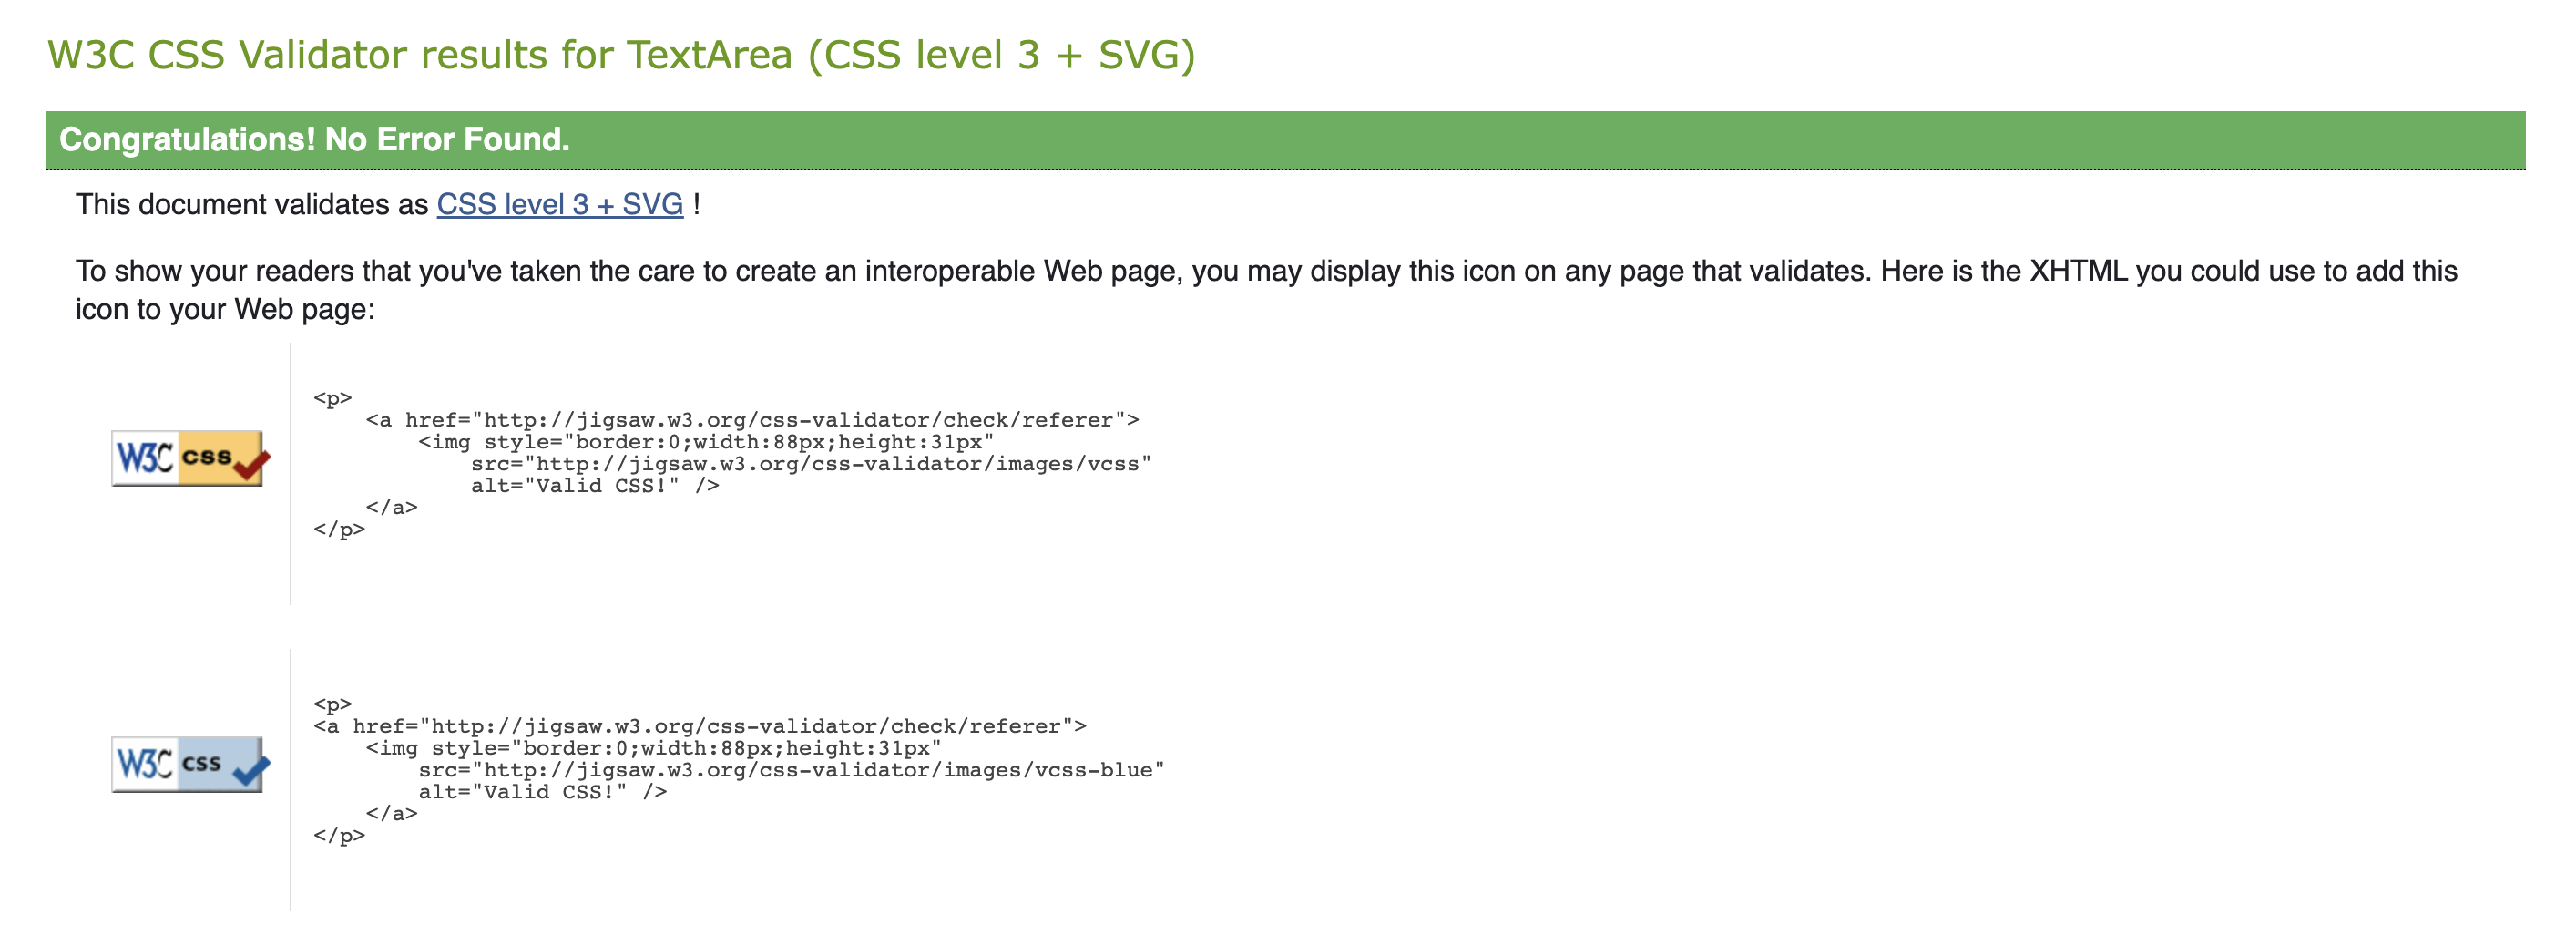 W3C CSS Validator results for TextArea (CSS level 3 + SVG)
Congratulations! No Error Found.
This document validates as CSS level 3 + SVG !
To show your readers that you've taken the care to create an interoperable Web page, you may display this icon on any page that validates. Here is the XHTML you could use to add this
icon to your Web page:
W3C css
<p>
    <a href="http://jigsaw.w3.org/css-validator/check/referer">
        <img style="border:0;width:88px;height:31px"
            src="http://jigsaw.w3.org/css-validator/images/vcss"
            alt="Valid CSS!" />
    </a>
</p>
W3C css
<p>
<a href="http://jigsaw.w3.org/css-validator/check/referer">
    <img style="border:0;width:88px;height:31px"
        src="http://jigsaw.w3.org/css-validator/images/vcss-blue"
        alt="Valid CSS!" />
    </a>
</p>